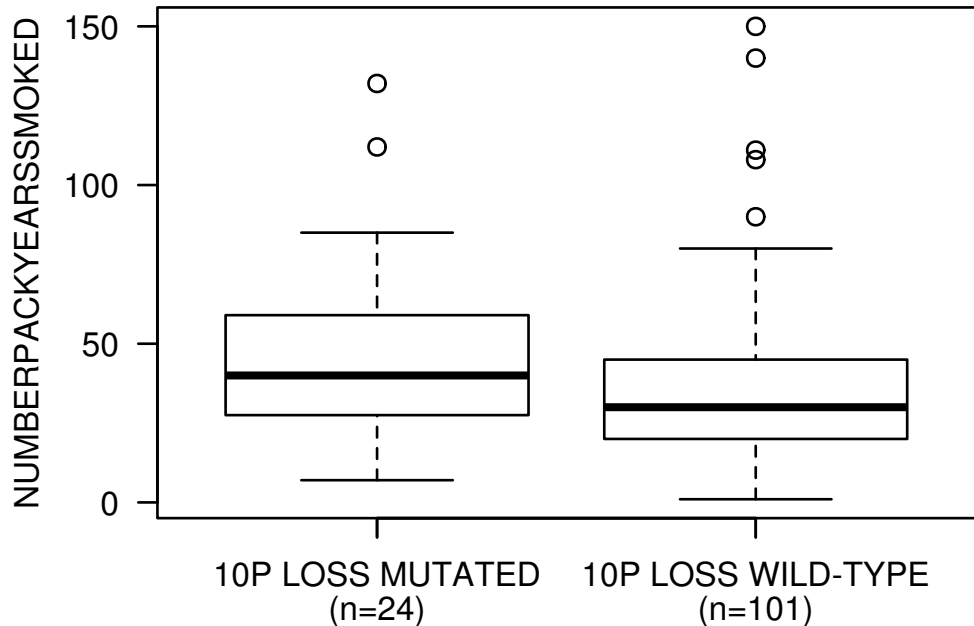 NUMBERPACKYEARSSMOKED
150
100
50
0
10P LOSS MUTATED
(n=24)
10P LOSS WILD-TYPE
(n=101)